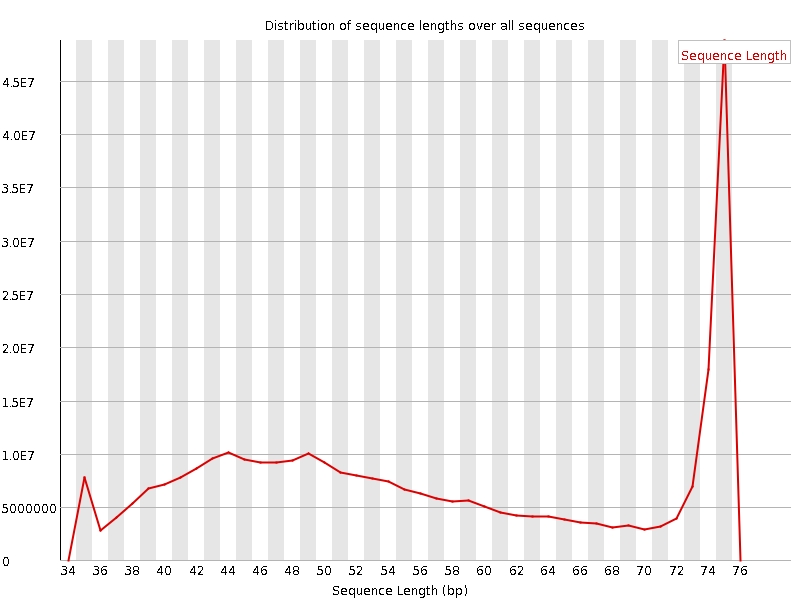 Distribution of sequence lengths over all sequences
Sequence Length
4.5E7
4.0E7
3.5E7
3.0E7
2.5E7
2.0E7
1.5E7
1.0E7
5000000
0
34 36 38 40 42 44 46 48 50 52 54 56 58 60 62 64 66 68 70 72 74 76
Sequence Length (bp)